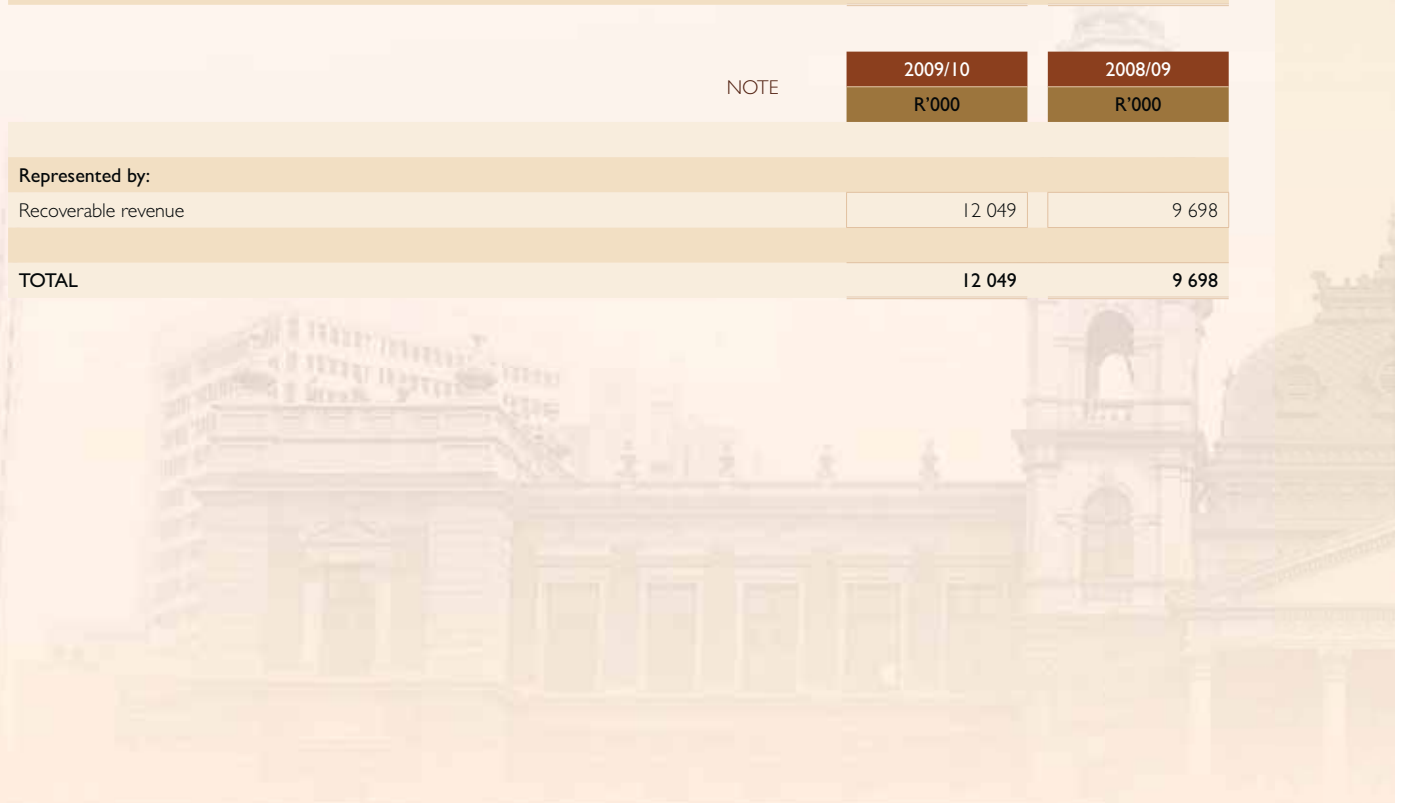 NOTE 2009/10 2008/09
R'000 R'000
Represented by:
Recoverable revenue 12 049 9 698
TOTAL 12 049 9 698